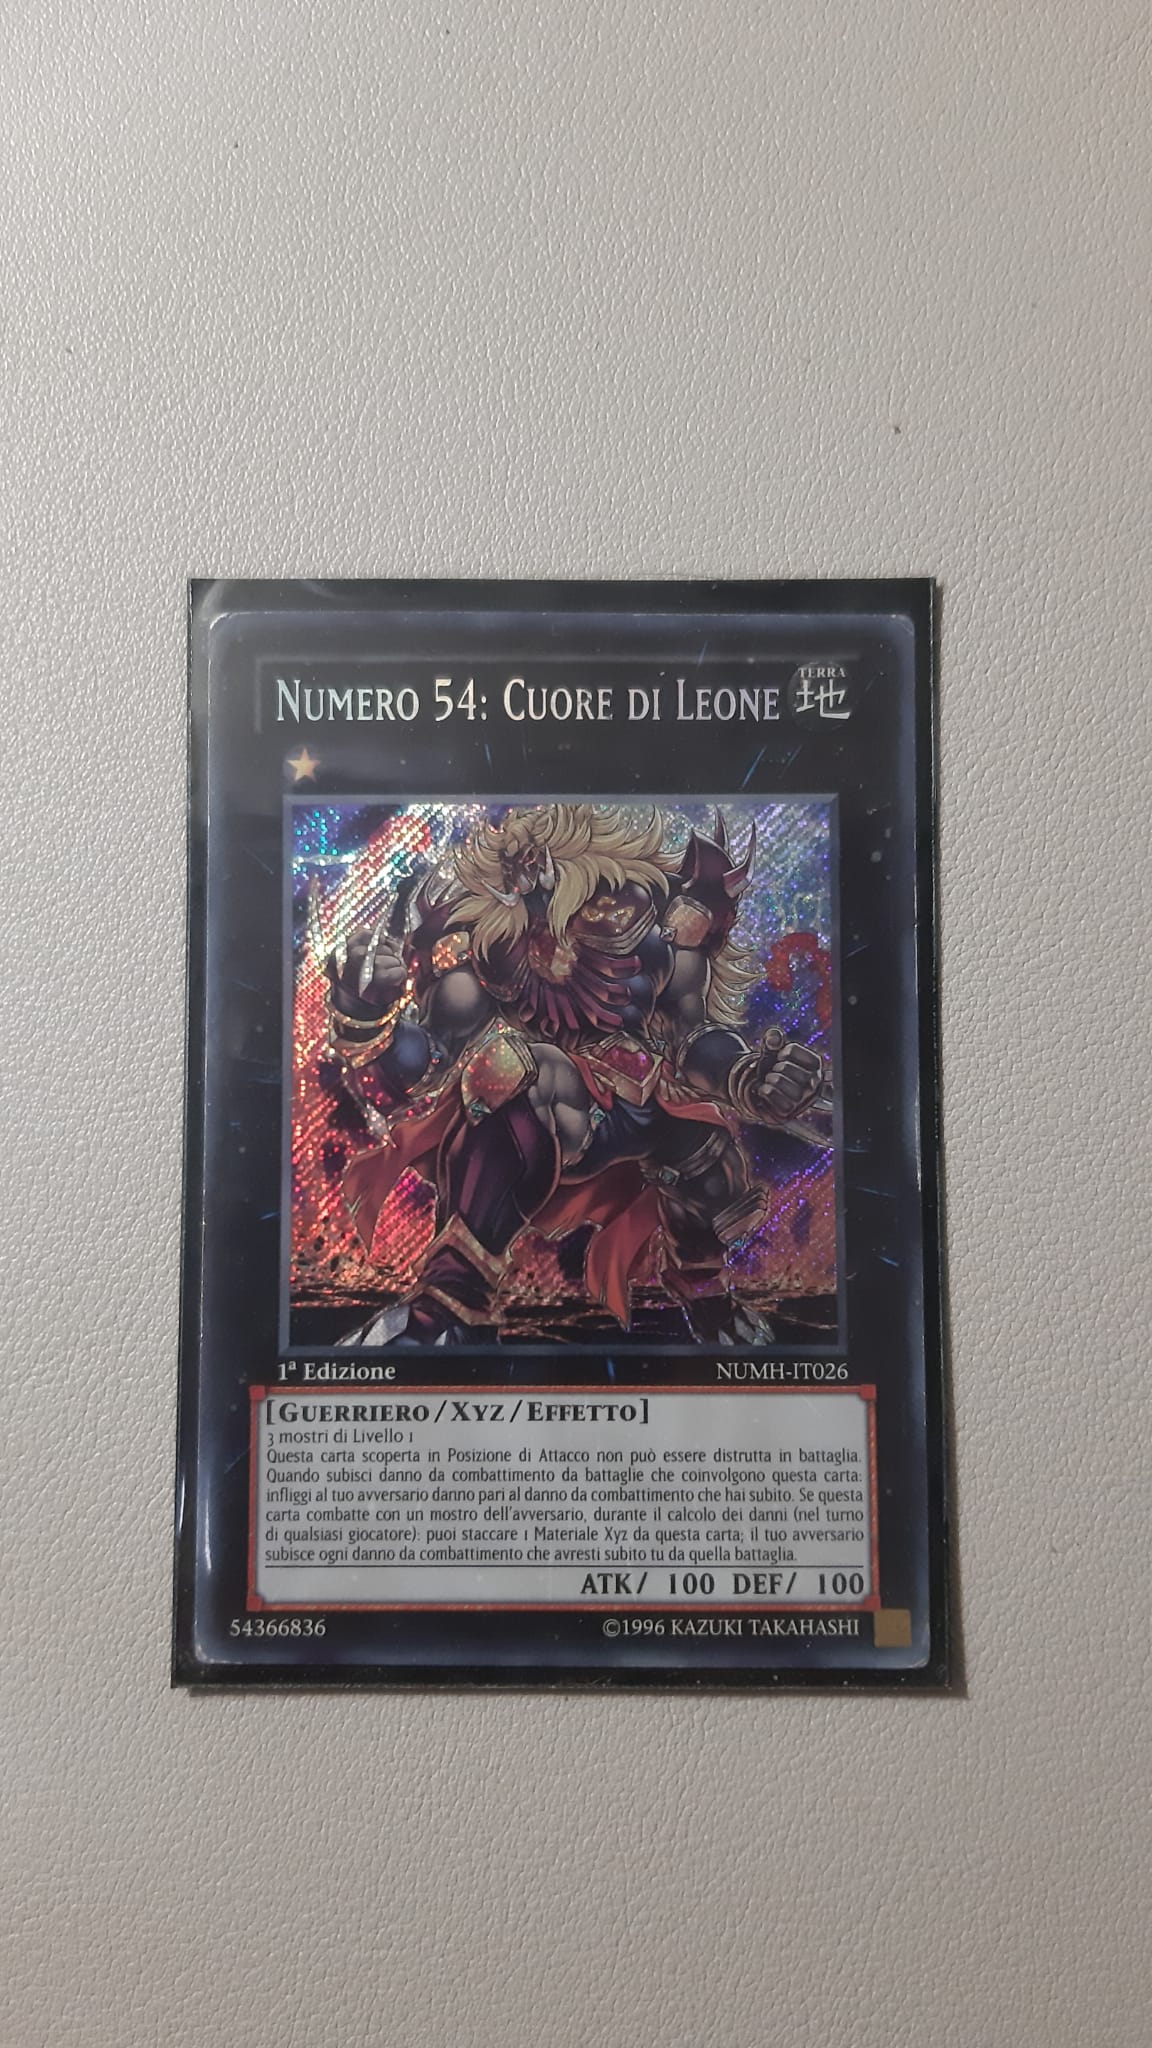 NUMERO 54: CUORE DI LEONE
TERRA
地
1ª Edizione
NUMH-IT026
[GUERRIERO/XYZ/EFFETTO]
3 mostri di Livello 1
Questa carta scoperta in Posizione di Attacco non può essere distrutta in battaglia.
Quando subisci danno da combattimento da battaglie che coinvolgono questa carta:
infliggi al tuo avversario danno pari al danno da combattimento che hai subito. Se questa
carta combatte con un mostro dell'avversario, durante il calcolo dei danni (nel turno
di qualsiasi giocatore): puoi staccare 1 Materiale Xyz da questa carta; il tuo avversario
subisce ogni danno da combattimento che avresti subito tu da quella battaglia.
ATK/ 100 DEF/ 100
54366836
©1996 KAZUKI TAKAHASHI